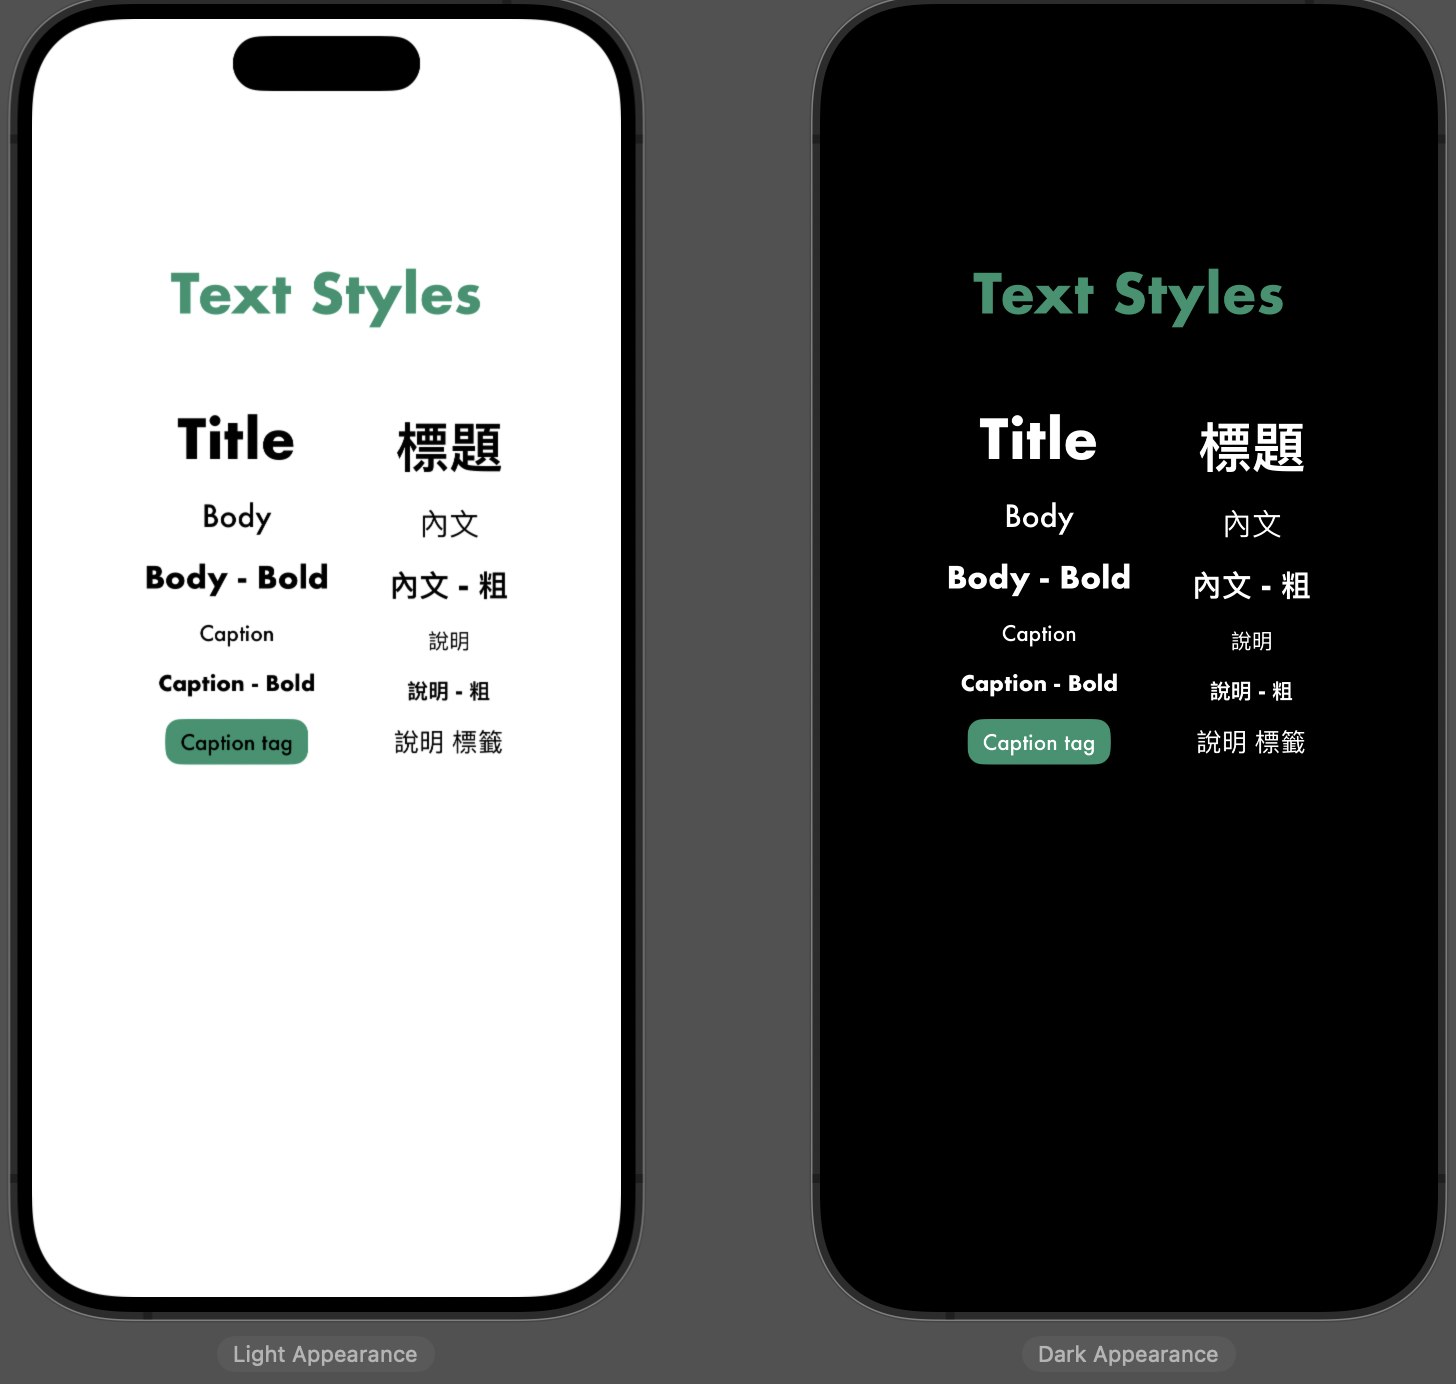 Text Styles
Title
標題
Body
內文
Body - Bold
內文 - 粗
Caption
說明
Caption - Bold
說明 - 粗
Caption tag
說明 標籤
Light Appearance
Text Styles
Title
標題
Body
內文
Body - Bold
內文 - 粗
Caption
說明
Caption - Bold
說明 - 粗
Caption tag
說明 標籤
Dark Appearance